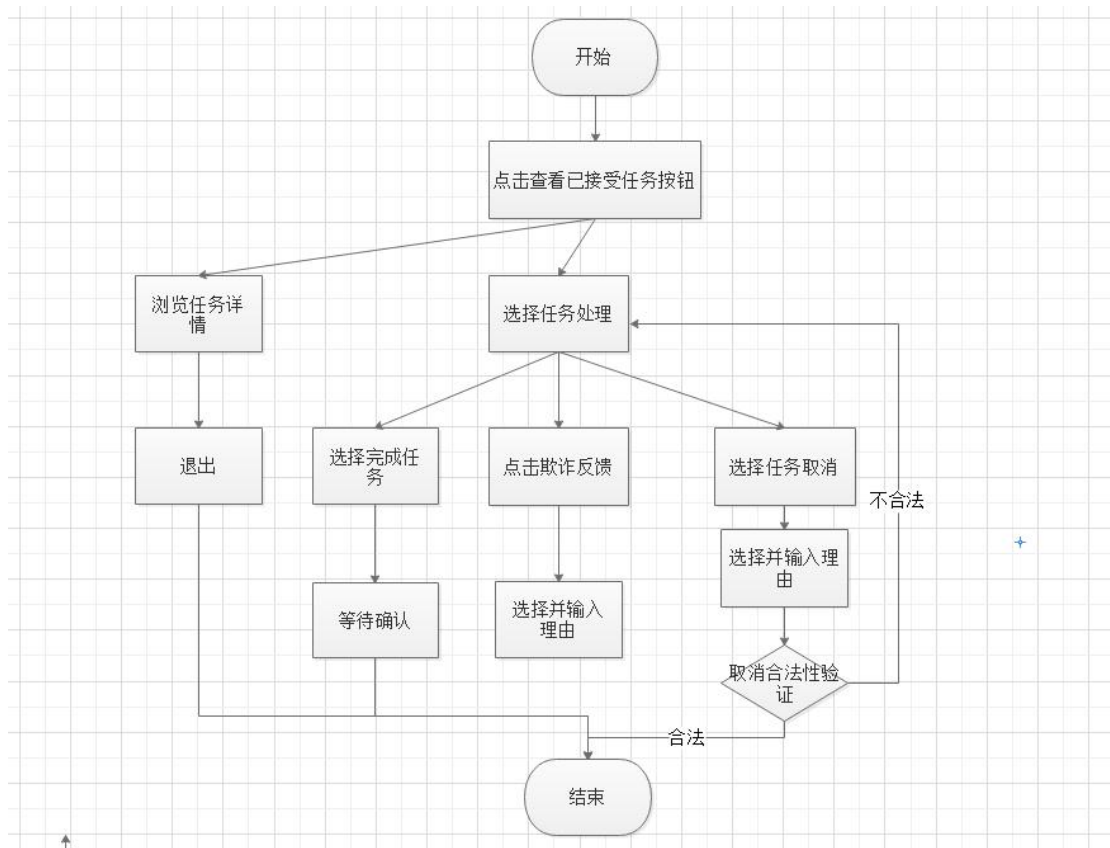 开始
点击查看已接受任务按钮
浏览任务详
情
选择任务处理
退出
选择完成任
务
点击欺诈反馈
选择任务取消
不合法
选择并输入理
由
等待确认
选择并输入
理由
取消合法性验
证
合法
结束